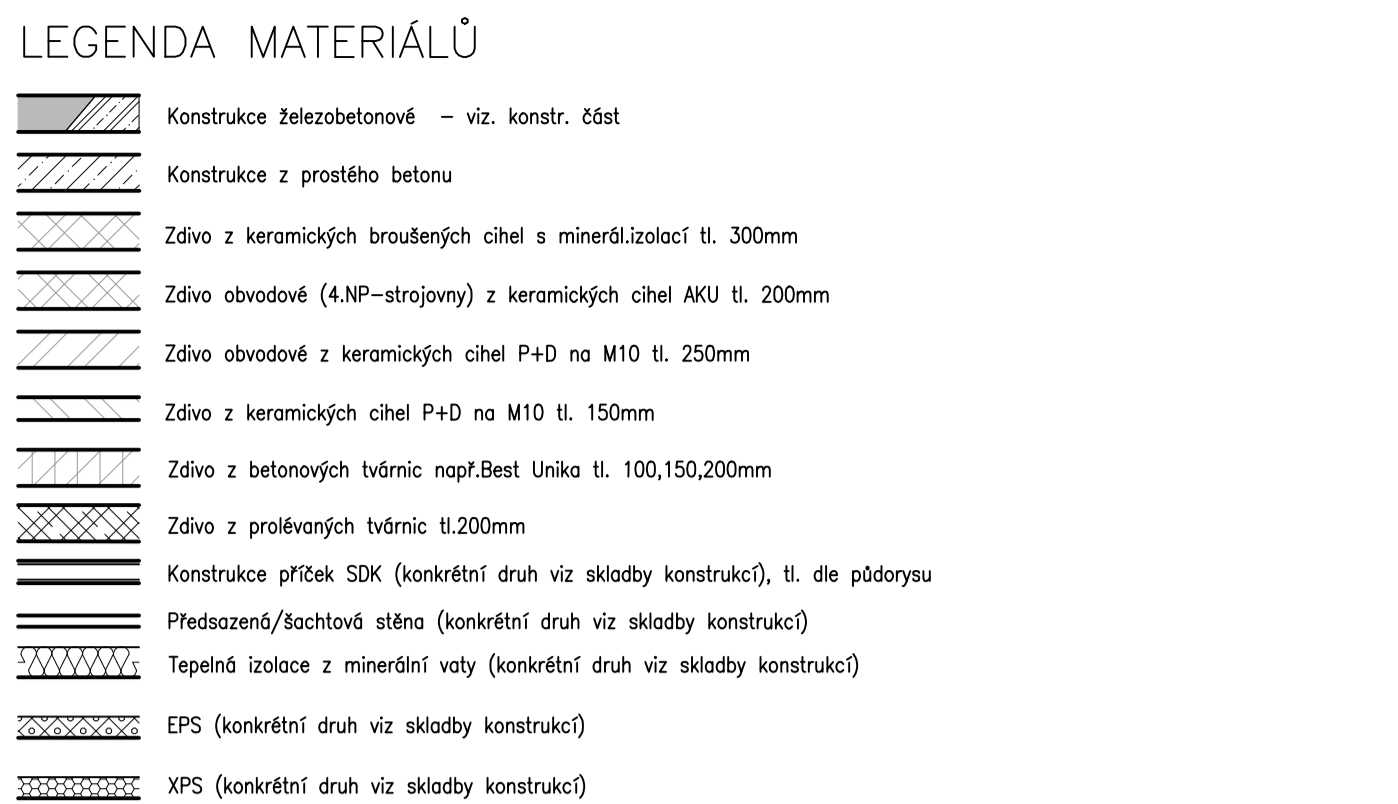 LEGENDA MATERIÁLŮ
Konstrukce železobetonové – viz. konstr. část
Konstrukce z prostého betonu
Zdivo z keramických broušených cihel s minerál.izolací tl. 300mm
Zdivo obvodové (4.NP–strojovny) z keramických cihel AKU tl. 200mm
Zdivo obvodové z keramických cihel P+D na M10 tl. 250mm
Zdivo z keramických cihel P+D na M10 tl. 150mm
Zdivo z betonových tvárnic např.Best Unika tl. 100,150,200mm
Zdivo z prolévaných tvárnic tl.200mm
Konstrukce příček SDK (konkrétní druh viz skladby konstrukcí), tl. dle půdorysu
Předsazená/šachtová stěna (konkrétní druh viz skladby konstrukcí)
Tepelná izolace z minerální vaty (konkrétní druh viz skladby konstrukcí)
EPS (konkrétní druh viz skladby konstrukcí)
XPS (konkrétní druh viz skladby konstrukcí)